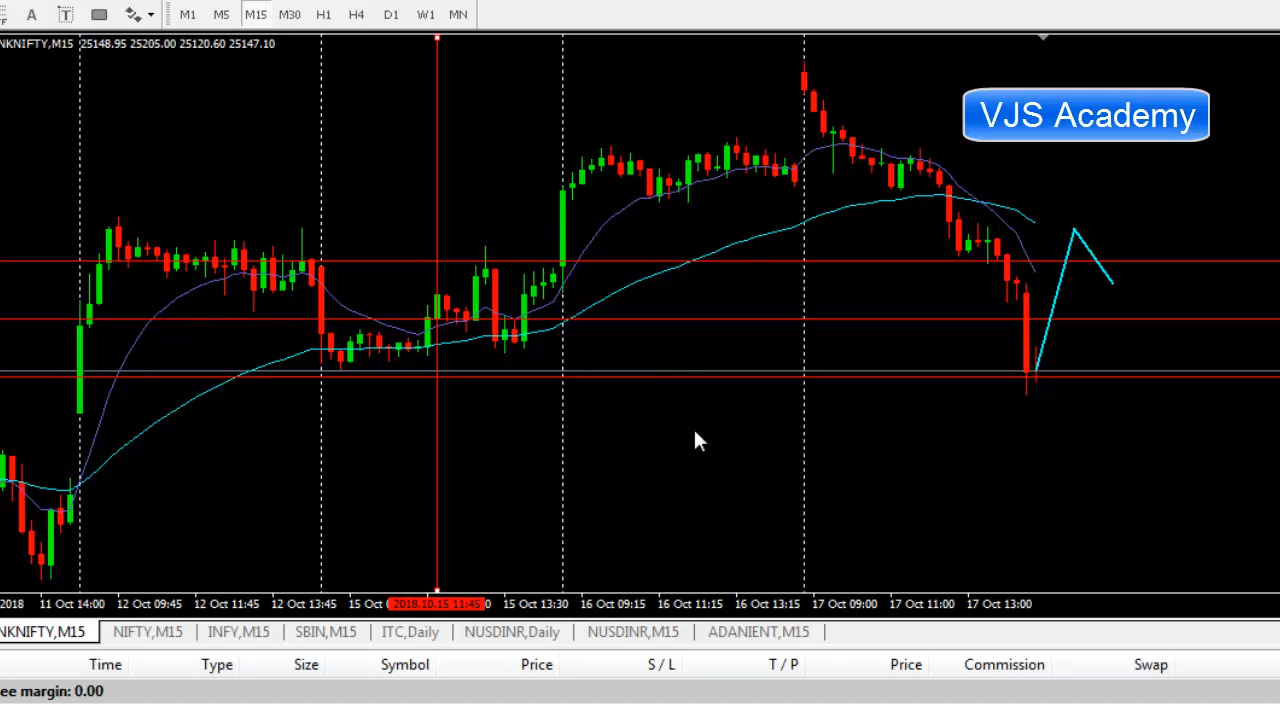 A T M1 M5 M15 M30 H1 H4 D1 W1 MN
NKNIFTY,M15 25148.95 25205.00 25120.60 25147.10
VJS Academy
2018 11 Oct 14:00 12 Oct 09:45 12 Oct 11:45 12 Oct 13:45 15 Oct 2018.10.15 11:45 0 15 Oct 13:30 16 Oct 09:15 16 Oct 11:15 16 Oct 13:15 17 Oct 09:00 17 Oct 11:00 17 Oct 13:00
NKNIFTY,M15 NIFTY,M15 INFY,M15 SBIN,M15 ITC,Daily NUSDINR,Daily NUSDINR,M15 ADANIENT,M15
Time Type Size Symbol Price S / L T / P Price Commission Swap
ee margin: 0.00